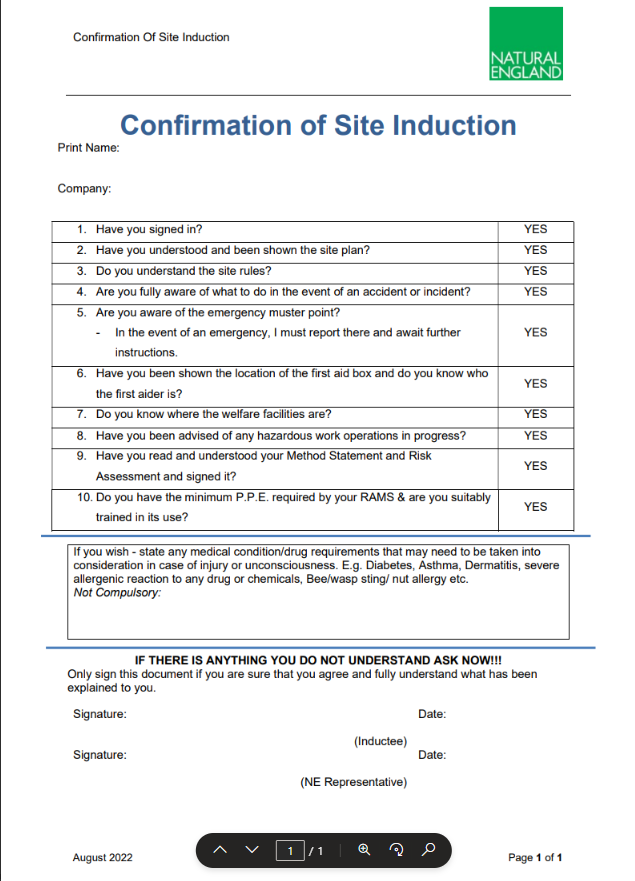 Confirmation Of Site Induction
NATURAL
ENGLAND
Confirmation of Site Induction
Print Name:
Company:
1. Have you signed in? YES
2. Have you understood and been shown the site plan? YES
3. Do you understand the site rules? YES
4. Are you fully aware of what to do in the event of an accident or incident? YES
5. Are you aware of the emergency muster point?
- In the event of an emergency, I must report there and await further YES
instructions.
6. Have you been shown the location of the first aid box and do you know who
the first aider is? YES
7. Do you know where the welfare facilities are? YES
8. Have you been advised of any hazardous work operations in progress? YES
9. Have you read and understood your Method Statement and Risk
Assessment and signed it? YES
10. Do you have the minimum P.P.E. required by your RAMS & are you suitably
trained in its use? YES
If you wish - state any medical condition/drug requirements that may need to be taken into
consideration in case of injury or unconsciousness. E.g. Diabetes, Asthma, Dermatitis, severe
allergenic reaction to any drug or chemicals, Bee/wasp sting/ nut allergy etc.
Not Compulsory:
IF THERE IS ANYTHING YOU DO NOT UNDERSTAND ASK NOW!!!
Only sign this document if you are sure that you agree and fully understand what has been
explained to you.
Signature: Date:
(Inductee)
Signature: Date:
(NE Representative)
1 / 1
August 2022 Page 1 of 1